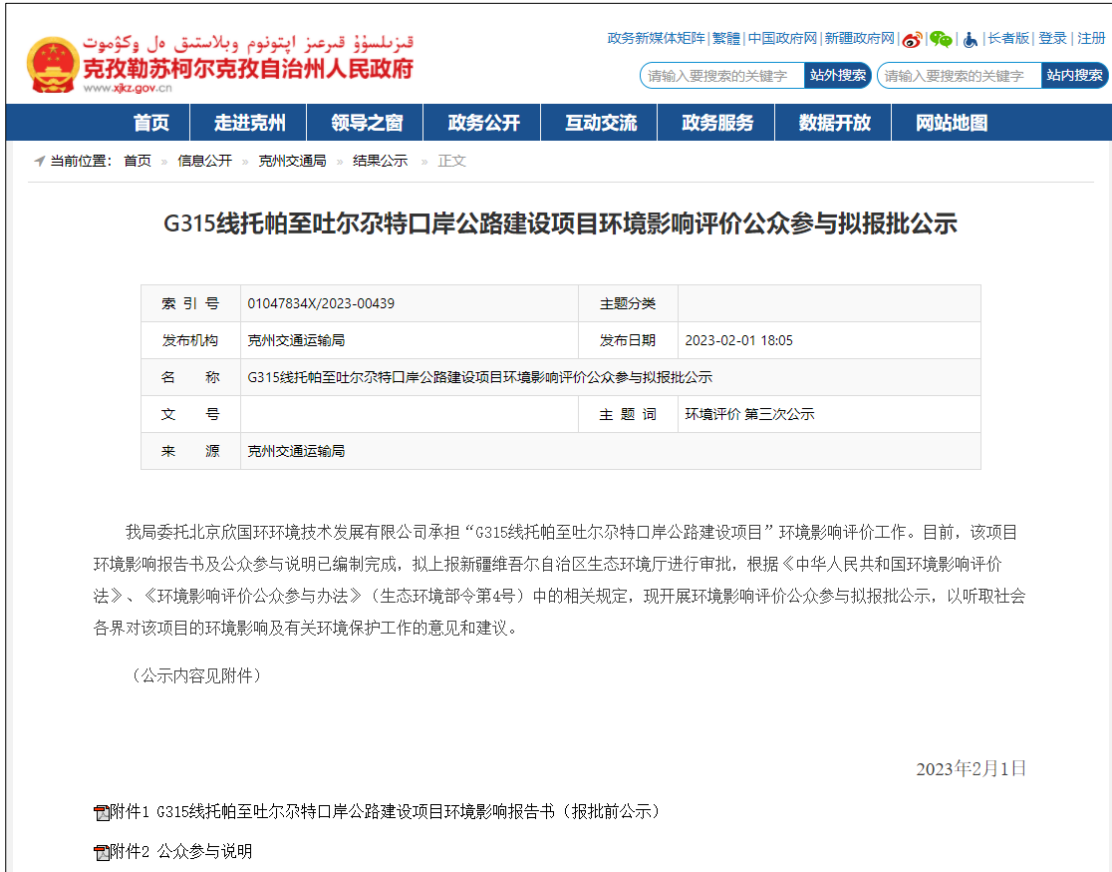 قىزىلسۇۇ قىرعىز اپتونوم وبلاستىق ەل وكۉموت
政务新媒体矩阵|繁體|中国政府网|新疆政府网| | | |长者版|登录|注册
克孜勒苏柯尔克孜自治州人民政府
www.xjkz.gov.cn
请输入要搜索的关键字 站外搜索 请输入要搜索的关键字 站内搜索
首页 走进克州 领导之窗 政务公开 互动交流 政务服务 数据开放 网站地图
当前位置：首页 » 信息公开 » 克州交通局 » 结果公示 » 正文
G315线托帕至吐尔尕特口岸公路建设项目环境影响评价公众参与拟报批公示
索 引 号 01047834X/2023-00439 主题分类
发布机构 克州交通运输局 发布日期 2023-02-01 18:05
名 称 G315线托帕至吐尔尕特口岸公路建设项目环境影响评价公众参与拟报批公示
文 号 主 题 词 环境评价 第三次公示
来 源 克州交通运输局
我局委托北京欣国环环境技术发展有限公司承担“G315线托帕至吐尔尕特口岸公路建设项目”环境影响评价工作。目前，该项目
环境影响报告书及公众参与说明已编制完成，拟上报新疆维吾尔自治区生态环境厅进行审批，根据《中华人民共和国环境影响评价
法》、《环境影响评价公众参与办法》（生态环境部令第4号）中的相关规定，现开展环境影响评价公众参与拟报批公示，以听取社会
各界对该项目的环境影响及有关环境保护工作的意见和建议。
（公示内容见附件）
2023年2月1日
附件1 G315线托帕至吐尔尕特口岸公路建设项目环境影响报告书（报批前公示）
附件2 公众参与说明